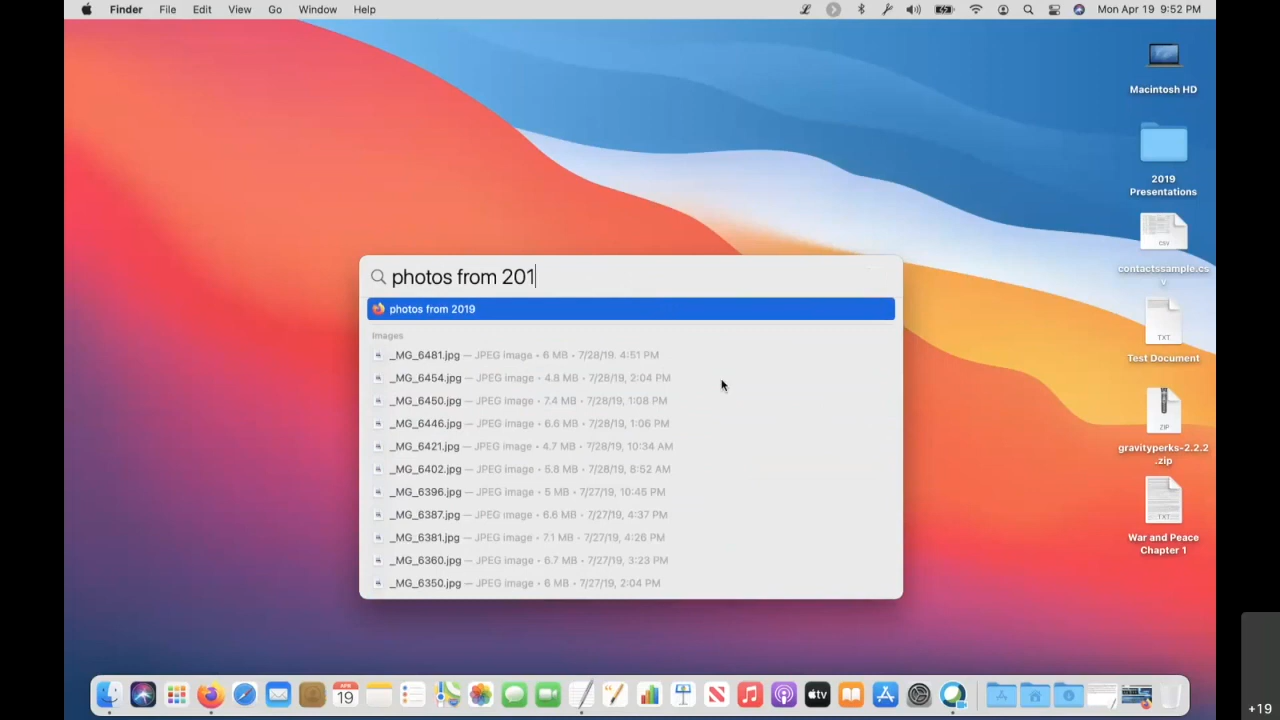 Finder File Edit View Go Window Help Mon Apr 19 9:52 PM
Macintosh HD
2019
Presentations
CSV
contactssample.cs
v
TXT
Test Document
ZIP
gravityperks-2.2.2
.zip
TXT
War and Peace
Chapter 1
photos from 201
photos from 2019
Images
_MG_6481.jpg — JPEG image • 6 MB • 7/28/19, 4:51 PM
_MG_6454.jpg — JPEG image • 4.8 MB • 7/28/19, 2:04 PM
_MG_6450.jpg — JPEG image • 7.4 MB • 7/28/19, 1:08 PM
_MG_6446.jpg — JPEG image • 6.6 MB • 7/28/19, 1:06 PM
_MG_6421.jpg — JPEG image • 4.7 MB • 7/28/19, 10:34 AM
_MG_6402.jpg — JPEG image • 5.8 MB • 7/28/19, 8:52 AM
_MG_6396.jpg — JPEG image • 5 MB • 7/27/19, 10:45 PM
_MG_6387.jpg — JPEG image • 6.6 MB • 7/27/19, 4:37 PM
_MG_6381.jpg — JPEG image • 7.1 MB • 7/27/19, 4:26 PM
_MG_6360.jpg — JPEG image • 6.7 MB • 7/27/19, 3:23 PM
_MG_6350.jpg — JPEG image • 6 MB • 7/27/19, 2:04 PM
APR
19
tv
+19